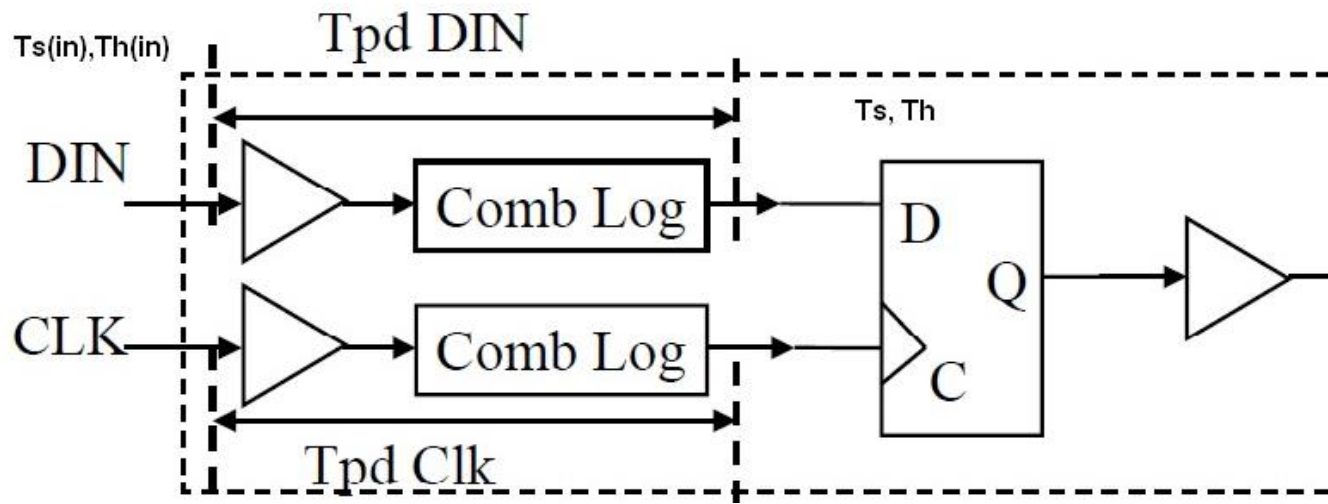 Ts(in),Th(in)
Tpd DIN
Ts, Th
DIN
Comb Log
D
Q
CLK
Comb Log
C
Tpd Clk